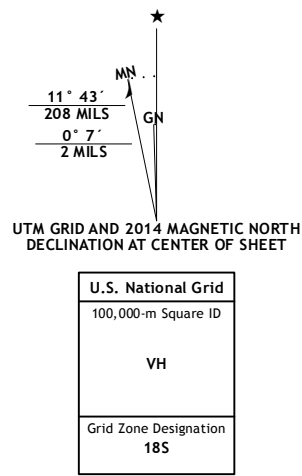 ★
MN
GN
11° 43´
208 MILS
0° 7´
2 MILS
UTM GRID AND 2014 MAGNETIC NORTH
DECLINATION AT CENTER OF SHEET
U.S. National Grid
100,000-m Square ID
VH
Grid Zone Designation
18S